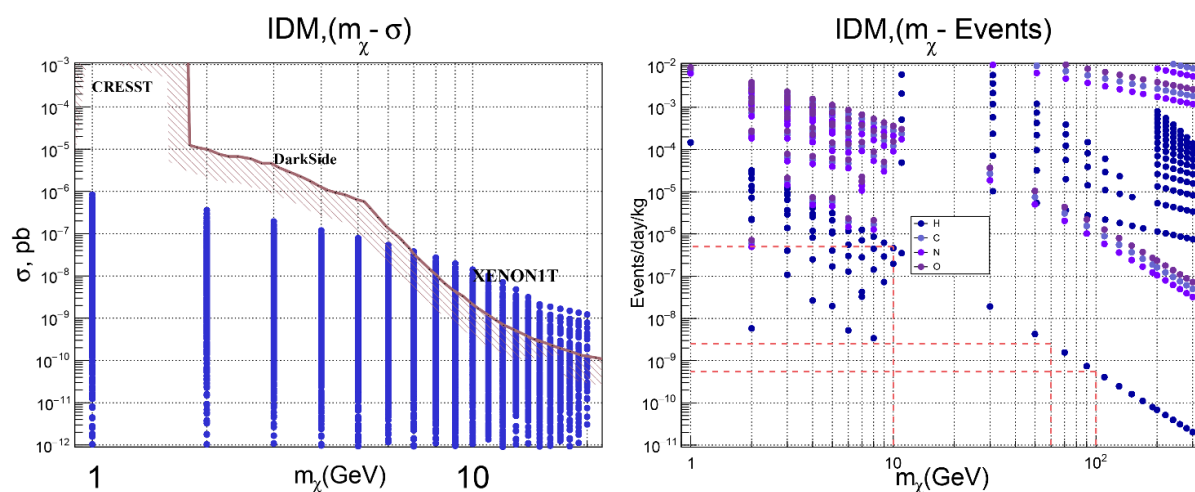 IDM,(mχ- σ)
10⁻³
CRESST
10⁻⁴
10⁻⁵
DarkSide
10⁻⁶
σ, pb
10⁻⁷
10⁻⁸
XENON1T
10⁻⁹
10⁻¹⁰
10⁻¹¹
10⁻¹²
1
10
mχ(GeV)
IDM,(mχ- Events)
10⁻²
10⁻³
10⁻⁴
10⁻⁵
10⁻⁶
10⁻⁷
10⁻⁸
10⁻⁹
10⁻¹⁰
10¹¹
Events/day/kg
H
C
N
O
1
10
10²
mχ(GeV)